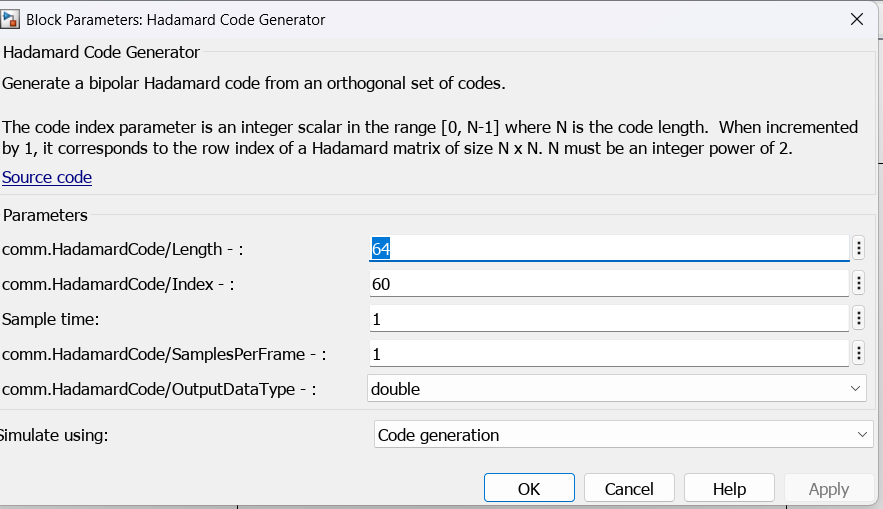 Block Parameters: Hadamard Code Generator
Hadamard Code Generator
Generate a bipolar Hadamard code from an orthogonal set of codes.
The code index parameter is an integer scalar in the range [0, N-1] where N is the code length.  When incremented
by 1, it corresponds to the row index of a Hadamard matrix of size N x N. N must be an integer power of 2.
Source code
Parameters
comm.HadamardCode/Length - : 64
comm.HadamardCode/Index - : 60
Sample time: 1
comm.HadamardCode/SamplesPerFrame - : 1
comm.HadamardCode/OutputDataType - : double
Simulate using: Code generation
OK Cancel Help Apply